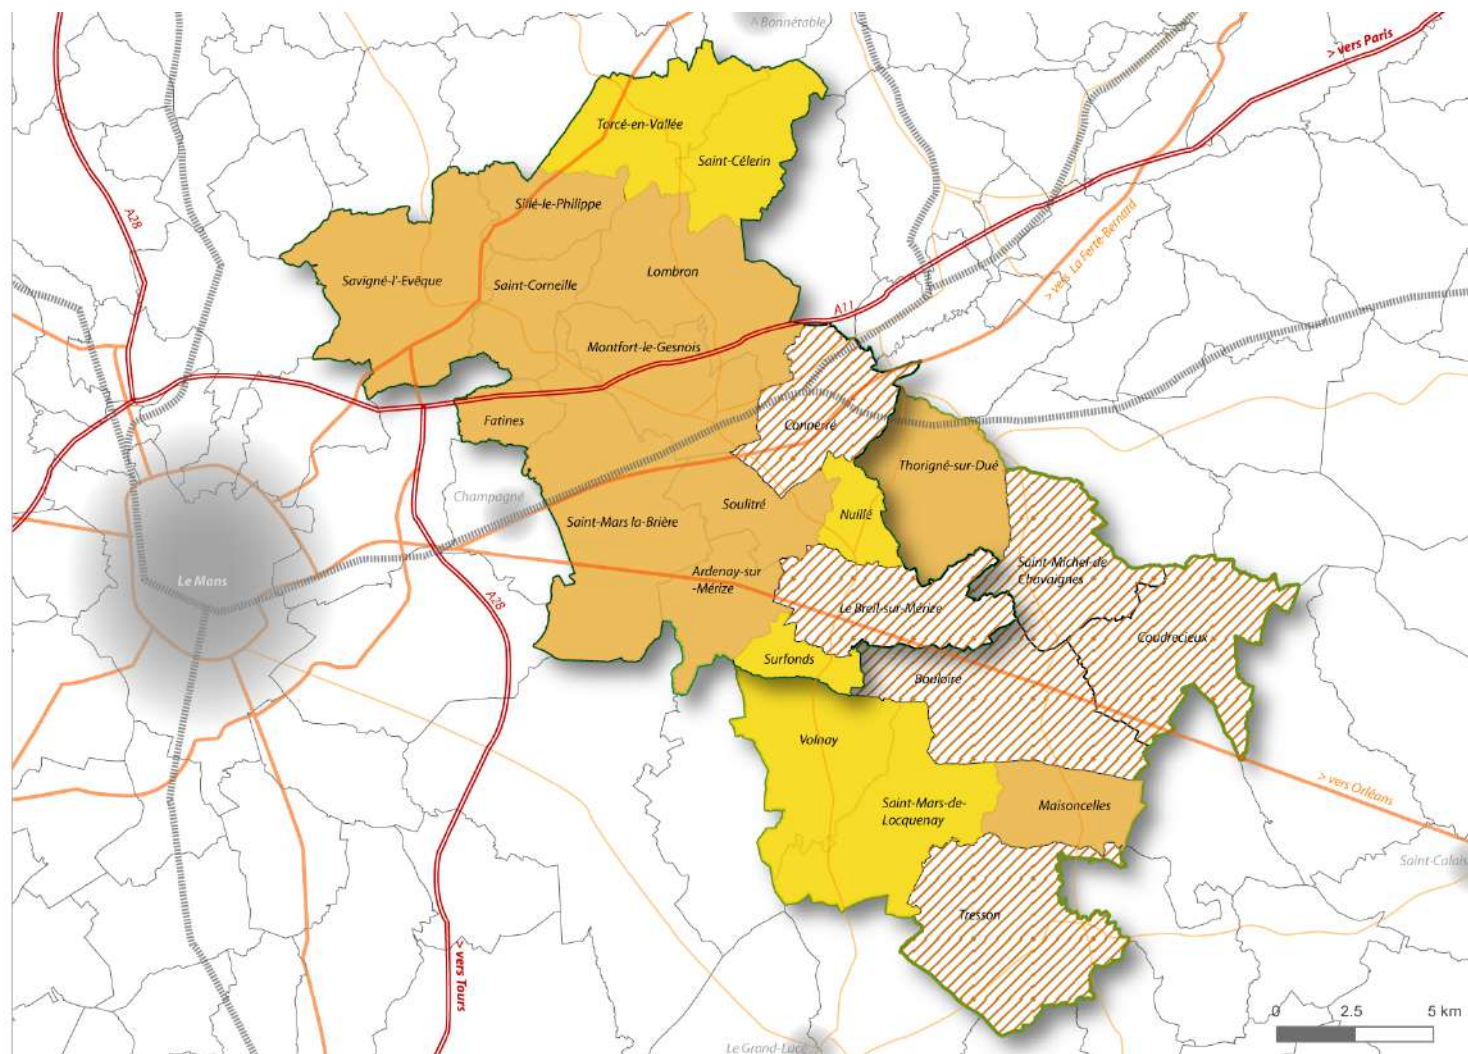 A Bonnétable
> vers Paris
Torcé-en-Vallée
Saint-Célerin
A28
Sillé-le-Philippe
> vers La Ferté-Bernard
Savigné-l'-Evêque
Saint-Corneille
Lombron
A11
Montfort-le-Gesnois
Fatines
Connerré
Thorigné-sur-Dué
Champagné
Soulitré
Nuillé
Saint-Mars la-Brière
Le Mans
Ardenay-sur
-Mérize
Saint-Michel-de
Chavaignes
A28
Le Breil-sur-Mérize
Coudrecieux
Surfonds
Bouloire
Volnay
> vers Orléans
Saint-Mars-de-
Locquenay
Maisoncelles
Saint-Calais
Tresson
> vers Tours
0 2.5 5 km
Le Grand-Lucé